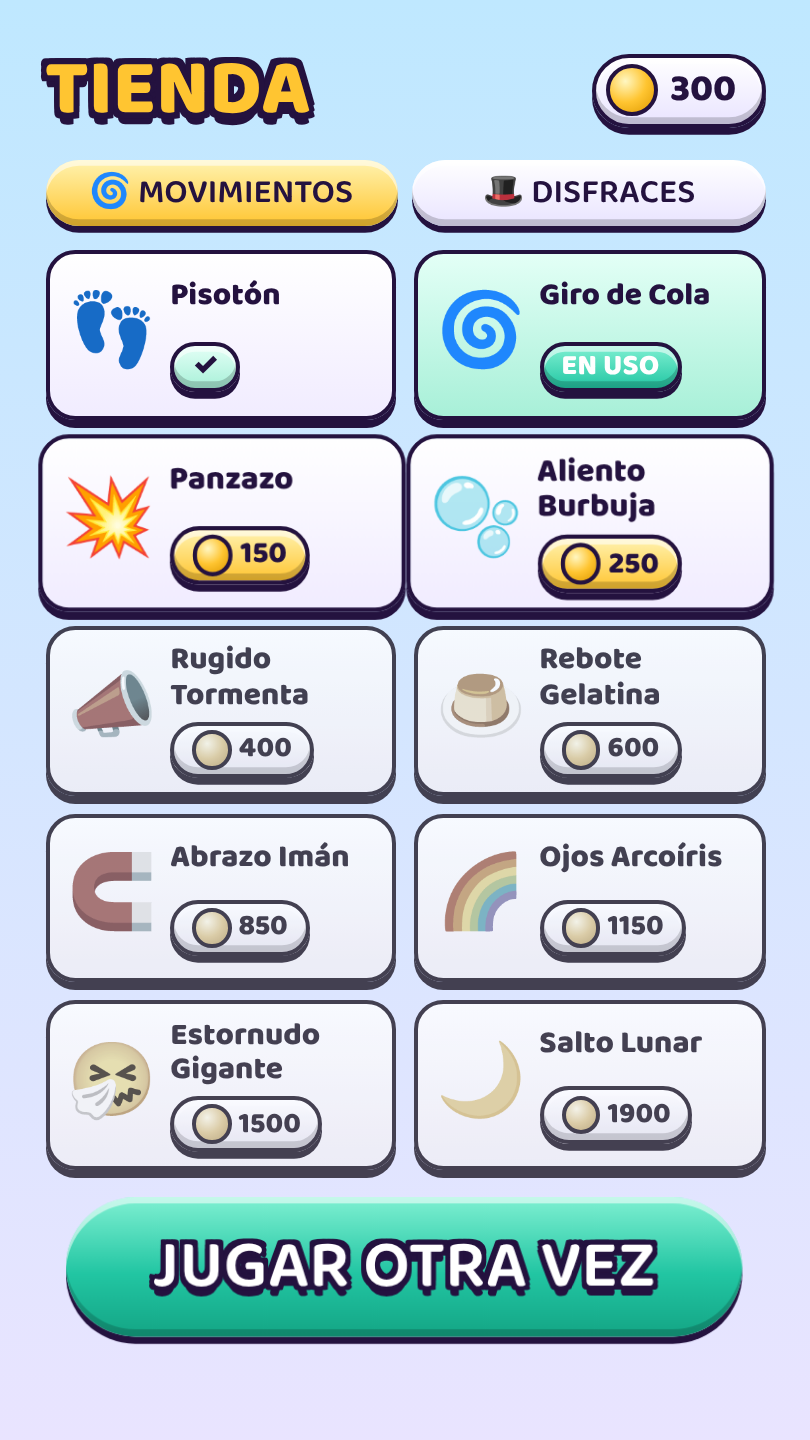 TIENDA
300
MOVIMIENTOS
DISFRACES
Pisotón
Giro de Cola
EN USO
Panzazo
150
Aliento
Burbuja
250
Rugido
Tormenta
400
Rebote
Gelatina
600
Abrazo Imán
850
Ojos Arcoíris
1150
Estornudo
Gigante
1500
Salto Lunar
1900
JUGAR OTRA VEZ